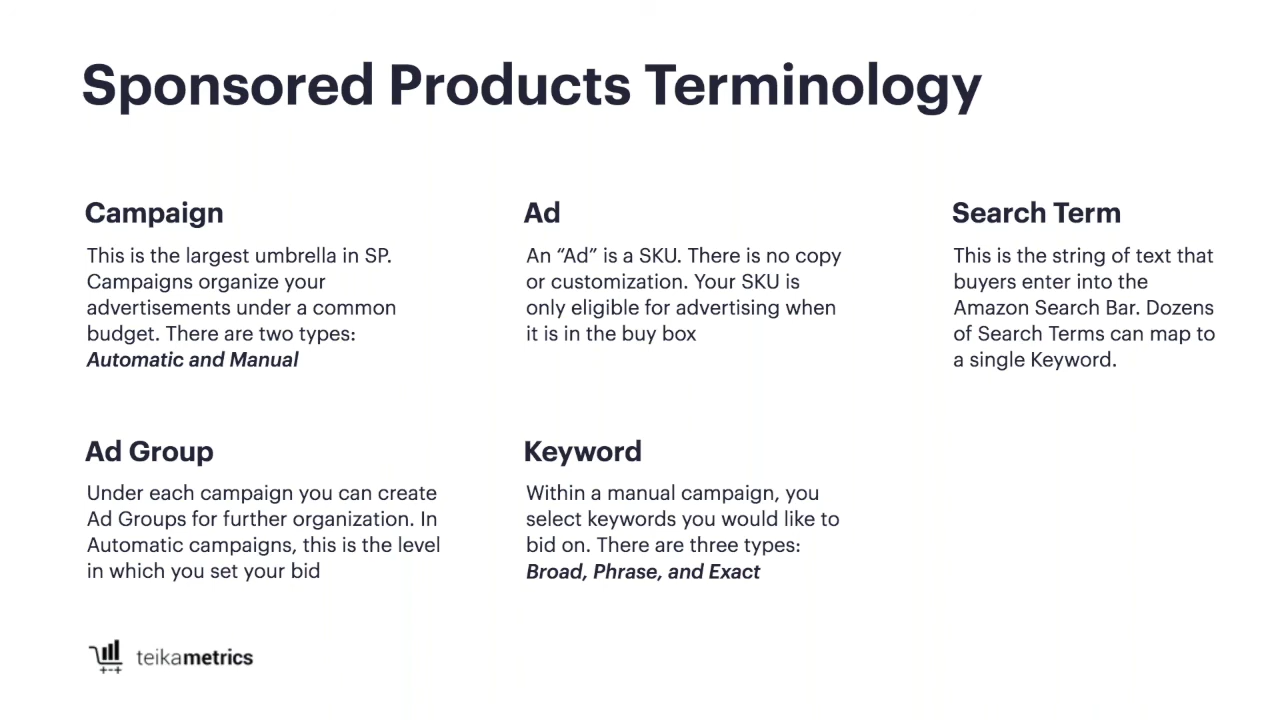 Sponsored Products Terminology
Campaign
This is the largest umbrella in SP.
Campaigns organize your
advertisements under a common
budget. There are two types:
Automatic and Manual
Ad
An “Ad” is a SKU. There is no copy
or customization. Your SKU is
only eligible for advertising when
it is in the buy box
Search Term
This is the string of text that
buyers enter into the
Amazon Search Bar. Dozens
of Search Terms can map to
a single Keyword.
Ad Group
Under each campaign you can create
Ad Groups for further organization. In
Automatic campaigns, this is the level
in which you set your bid
Keyword
Within a manual campaign, you
select keywords you would like to
bid on. There are three types:
Broad, Phrase, and Exact
teikametrics